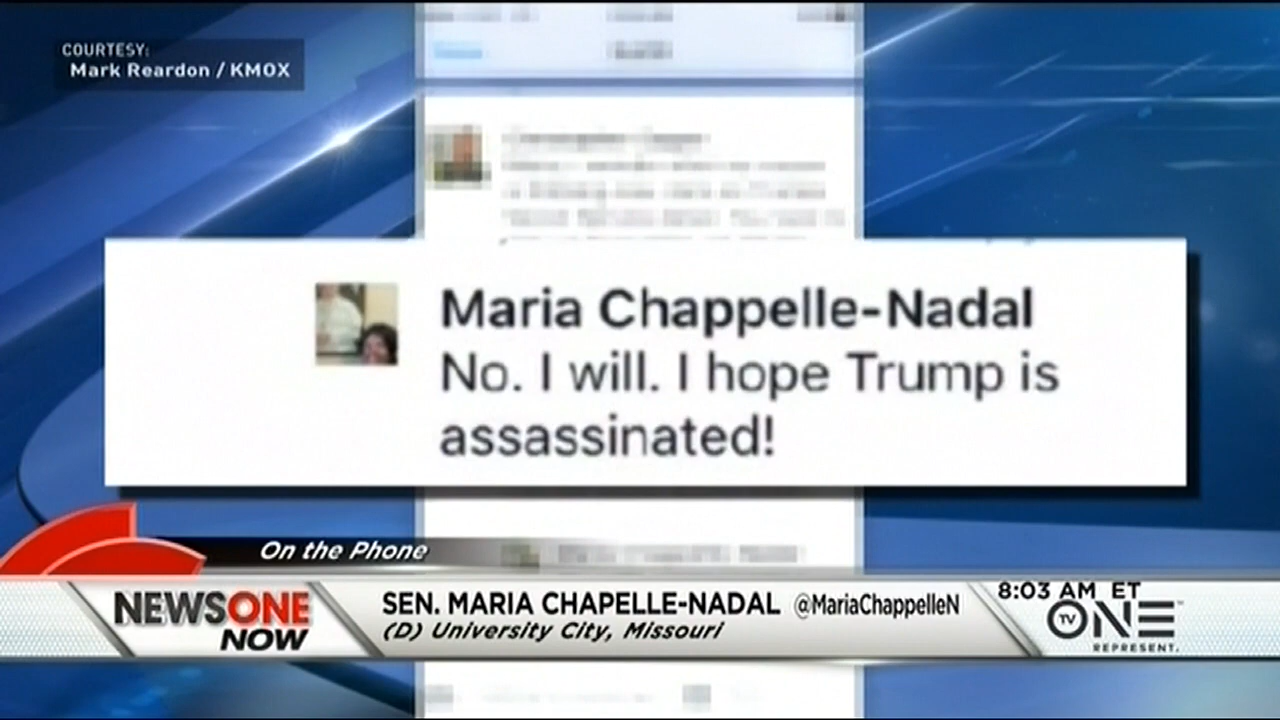 COURTESY:
Mark Reardon / KMOX
Maria Chappelle-Nadal
No. I will. I hope Trump is
assassinated!
On the Phone
NEWSONE
NOW
SEN. MARIA CHAPELLE-NADAL @MariaChappelleN
(D) University City, Missouri
8:03 AM ET
TV ONE
REPRESENT.